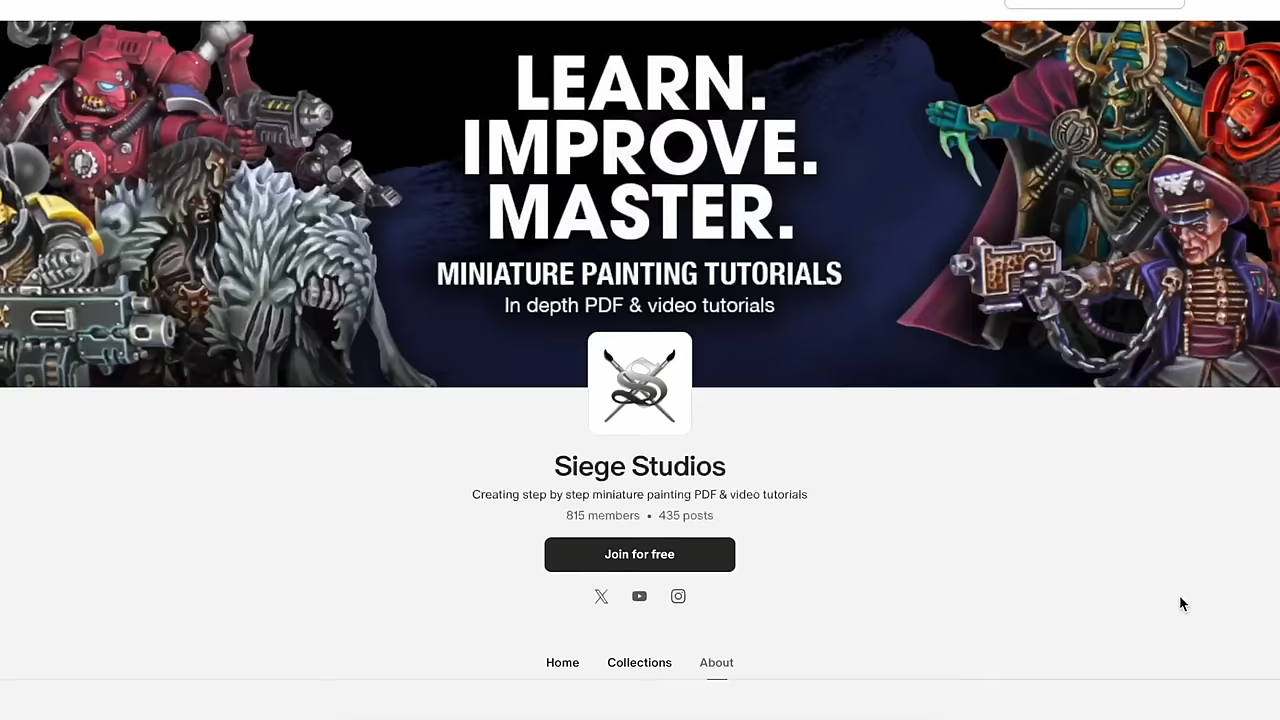 LEARN.
IMPROVE.
MASTER.
MINIATURE PAINTING TUTORIALS
In depth PDF & video tutorials
Siege Studios
Creating step by step miniature painting PDF & video tutorials
815 members • 435 posts
Join for free
Home Collections About